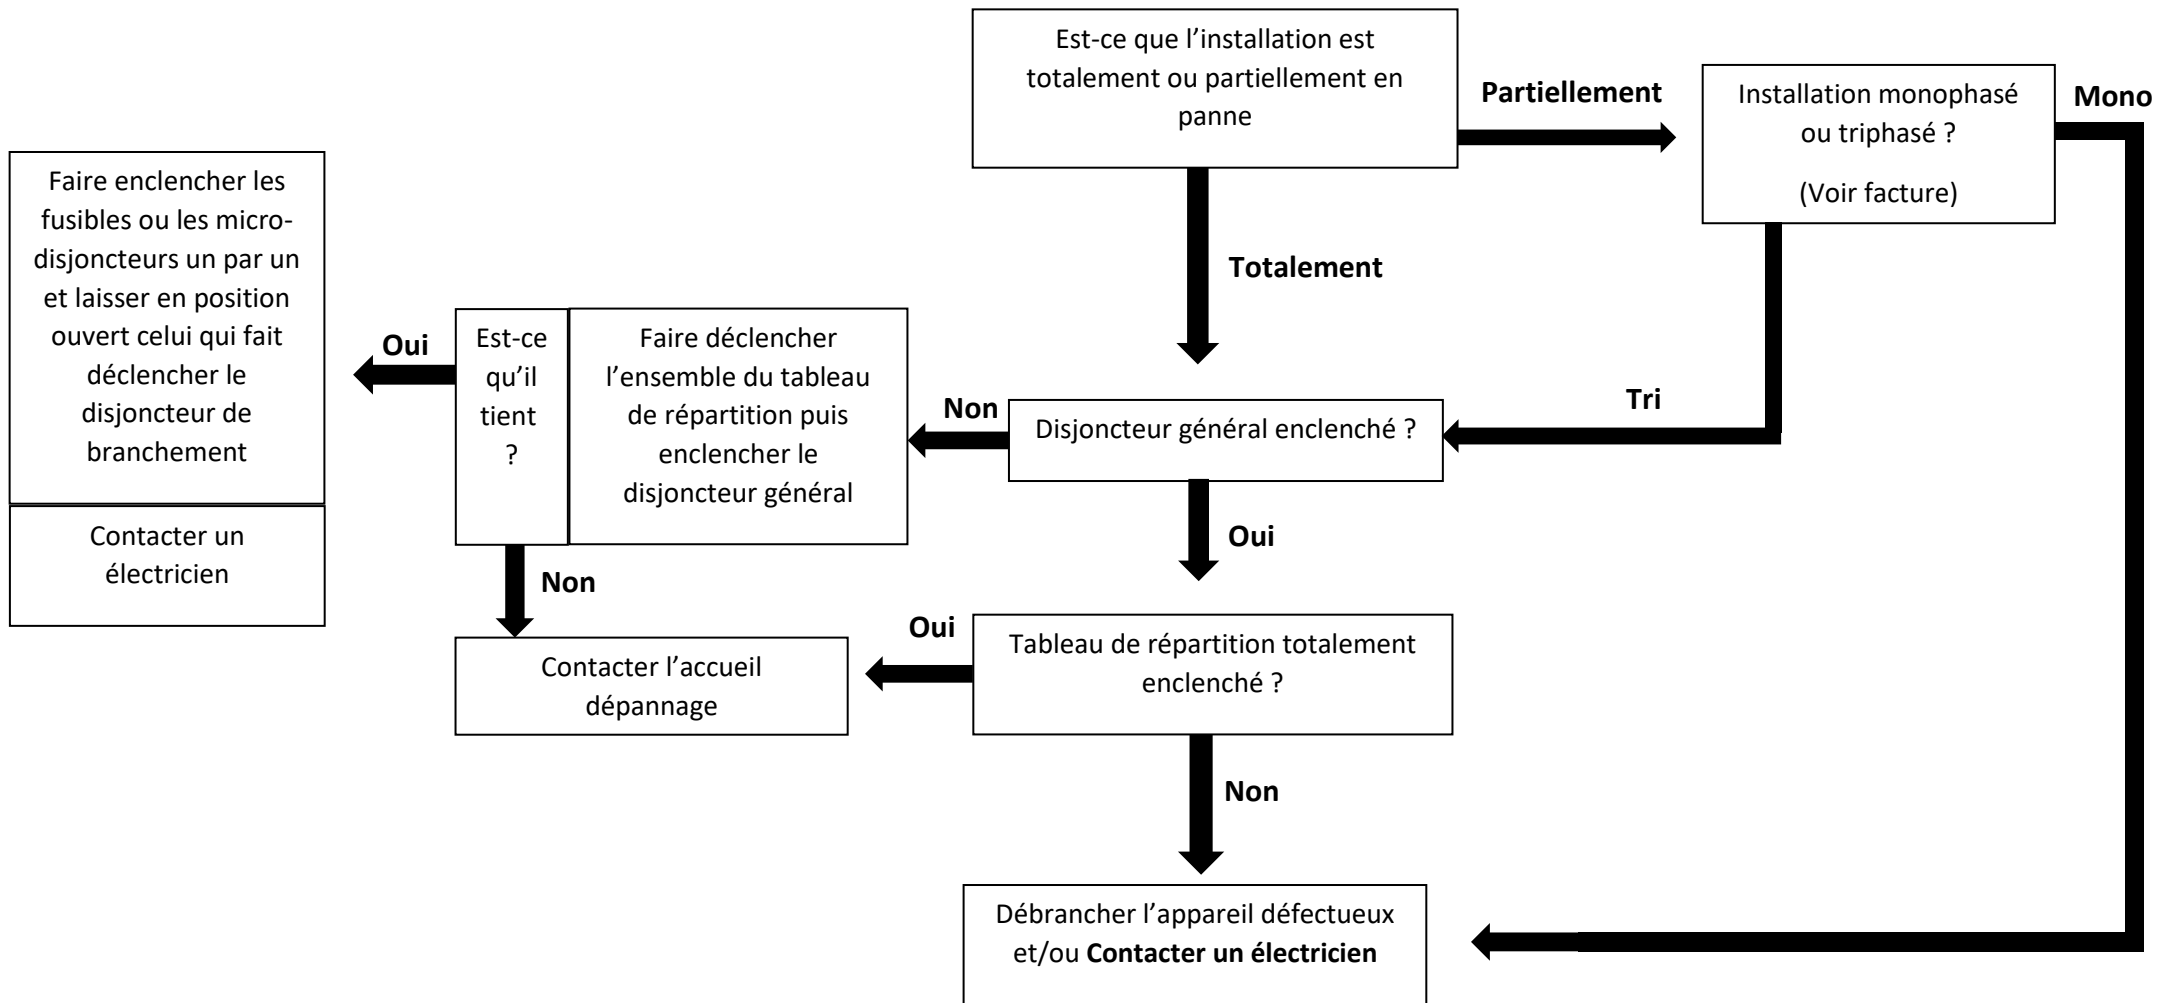 Est-ce que l’installation est
totalement ou partiellement en
panne
Partiellement
Installation monophasé
ou triphasé ?
(Voir facture)
Mono
Totalement
Tri
Disjoncteur général enclenché ?
Non
Faire déclencher
l’ensemble du tableau
de répartition puis
enclencher le
disjoncteur général
Est-ce
qu’il
tient
?
Oui
Faire enclencher les
fusibles ou les micro-
disjoncteurs un par un
et laisser en position
ouvert celui qui fait
déclencher le
disjoncteur de
branchement
Contacter un
électricien
Non
Contacter l’accueil
dépannage
Oui
Tableau de répartition totalement
enclenché ?
Oui
Non
Débrancher l’appareil défectueux
et/ou Contacter un électricien